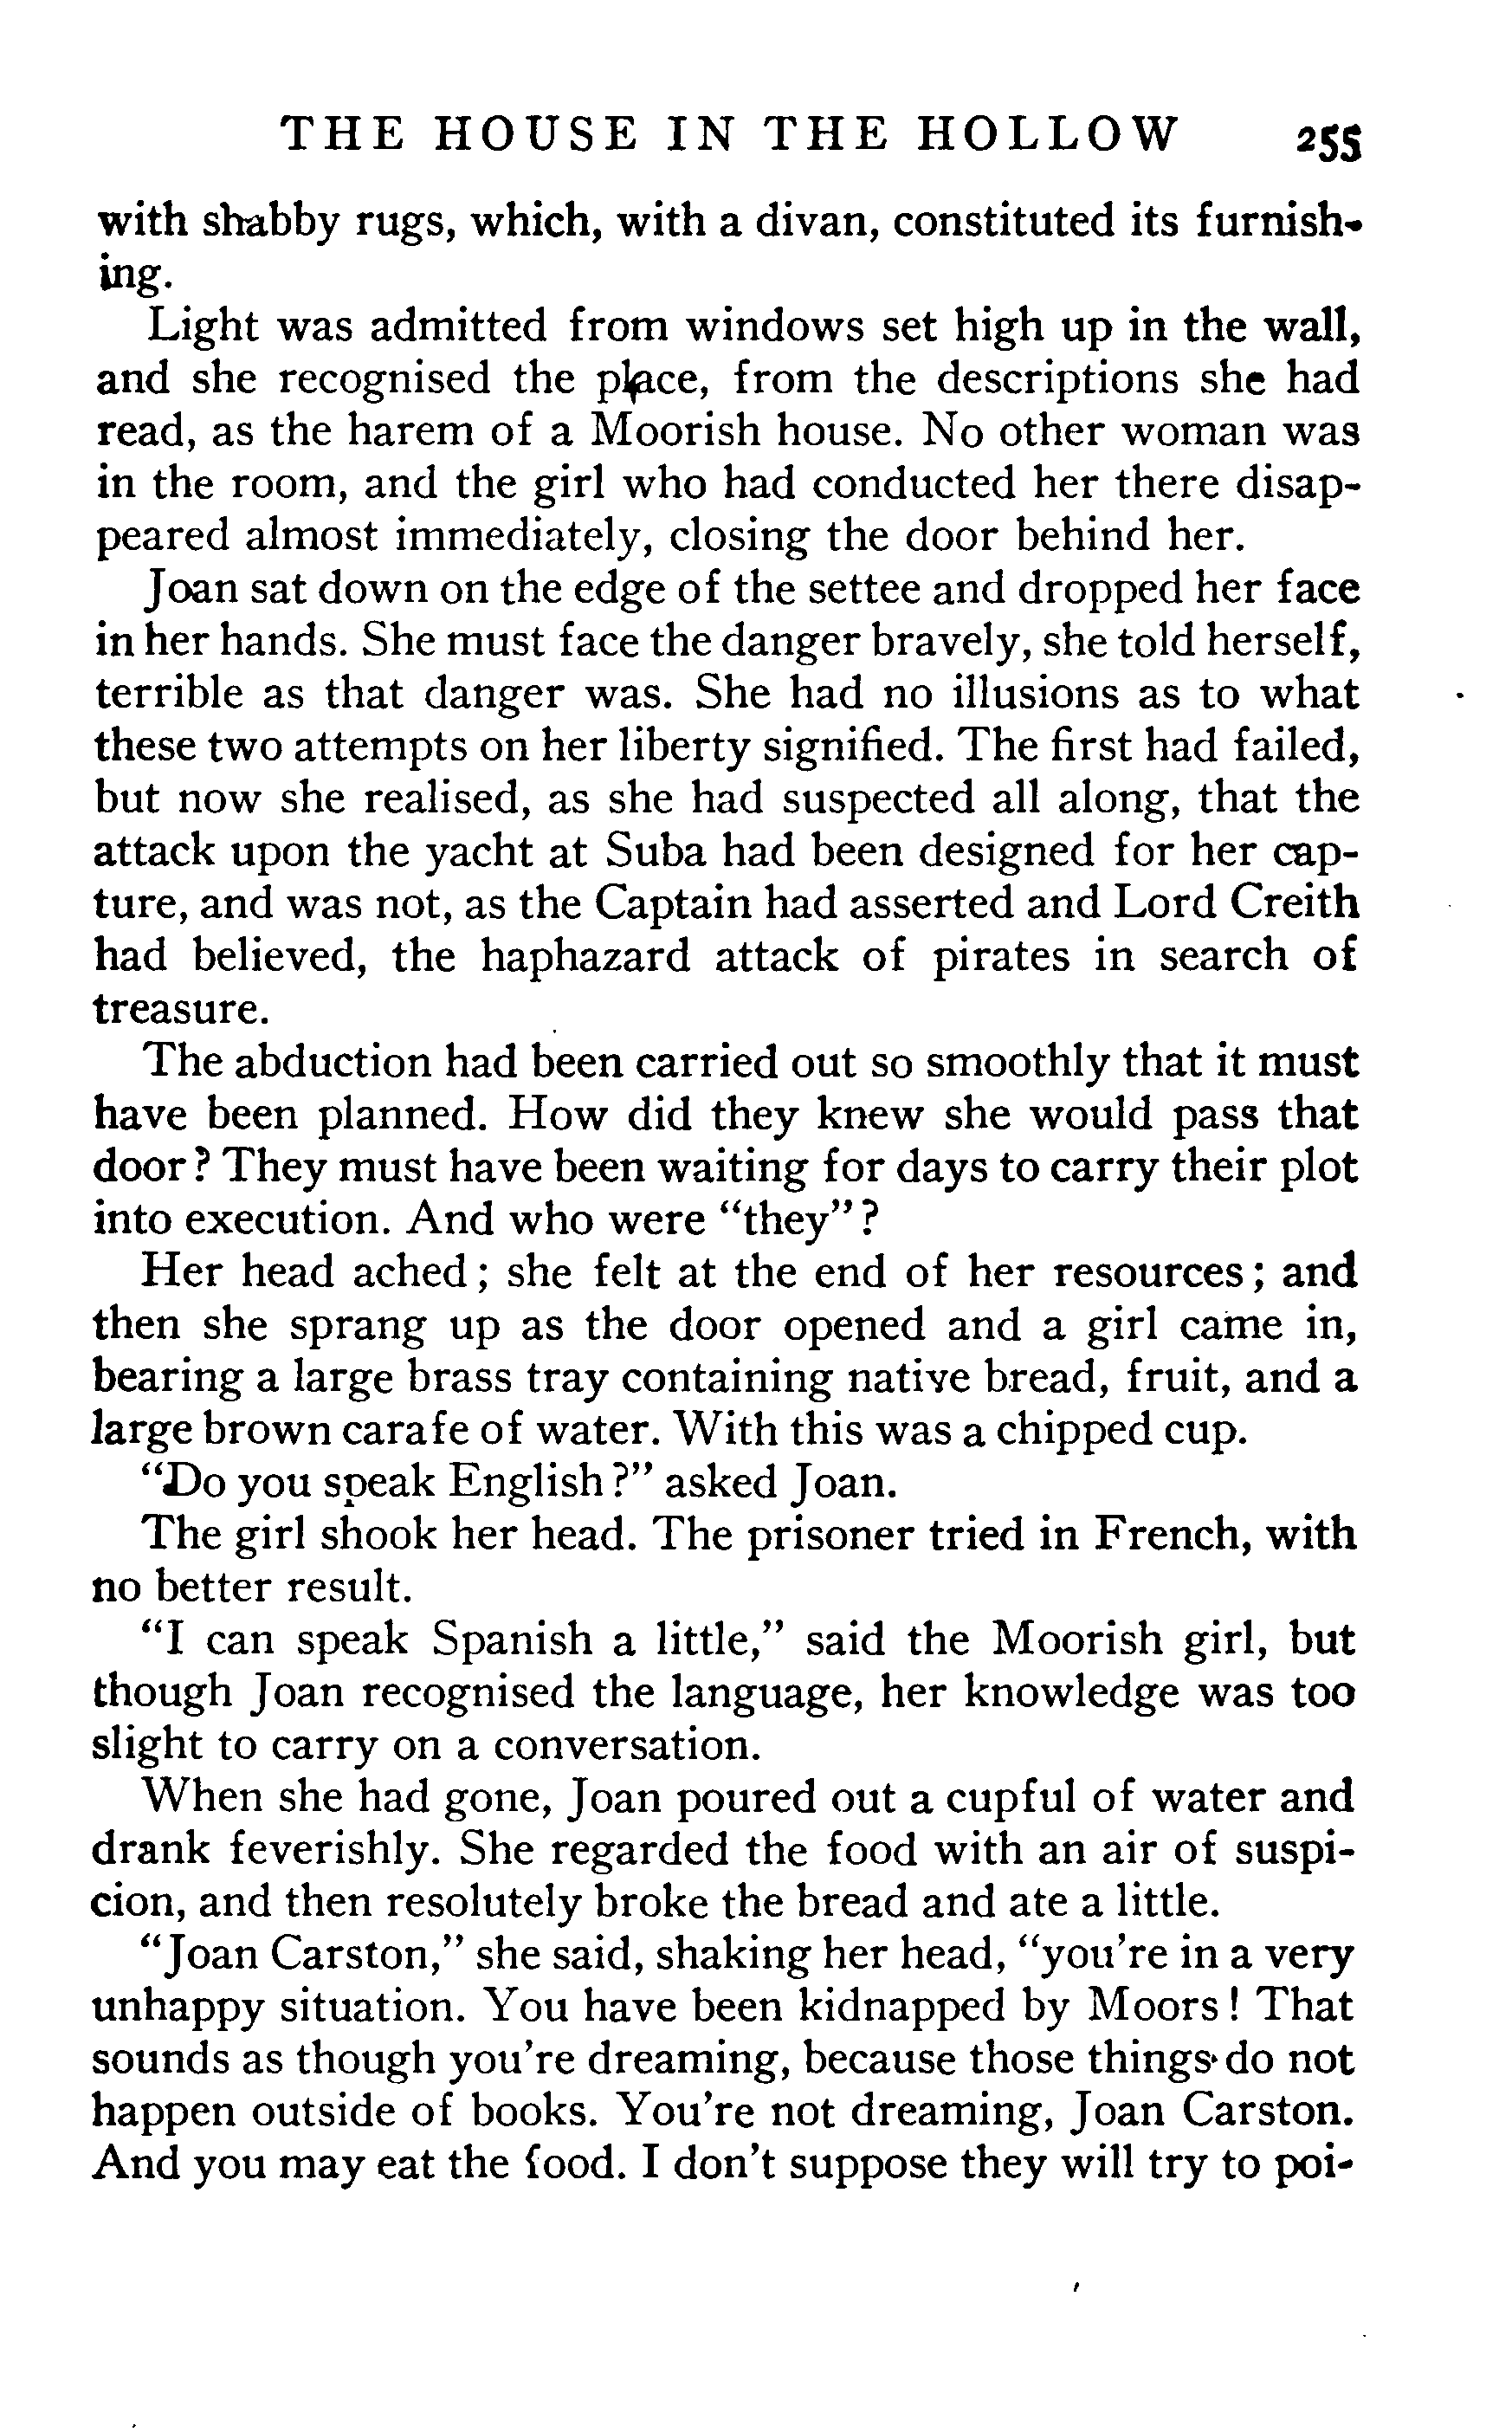 THE HOUSE IN THE HOLLOW 255
with shabby rugs, which, with a divan, constituted its furnish-
ing.
Light was admitted from windows set high up in the wall,
and she recognised the place, from the descriptions she had
read, as the harem of a Moorish house. No other woman was
in the room, and the girl who had conducted her there disap-
peared almost immediately, closing the door behind her.
Joan sat down on the edge of the settee and dropped her face
in her hands. She must face the danger bravely, she told herself,
terrible as that danger was. She had no illusions as to what
these two attempts on her liberty signified. The first had failed,
but now she realised, as she had suspected all along, that the
attack upon the yacht at Suba had been designed for her cap-
ture, and was not, as the Captain had asserted and Lord Creith
had believed, the haphazard attack of pirates in search of
treasure.
The abduction had been carried out so smoothly that it must
have been planned. How did they knew she would pass that
door? They must have been waiting for days to carry their plot
into execution. And who were "they"?
Her head ached; she felt at the end of her resources; and
then she sprang up as the door opened and a girl came in,
bearing a large brass tray containing native bread, fruit, and a
large brown carafe of water. With this was a chipped cup.
"Do you speak English?" asked Joan.
The girl shook her head. The prisoner tried in French, with
no better result.
"I can speak Spanish a little," said the Moorish girl, but
though Joan recognised the language, her knowledge was too
slight to carry on a conversation.
When she had gone, Joan poured out a cupful of water and
drank feverishly. She regarded the food with an air of suspi-
cion, and then resolutely broke the bread and ate a little.
"Joan Carston," she said, shaking her head, "you're in a very
unhappy situation. You have been kidnapped by Moors! That
sounds as though you're dreaming, because those things do not
happen outside of books. You're not dreaming, Joan Carston.
And you may eat the food. I don't suppose they will try to poi-